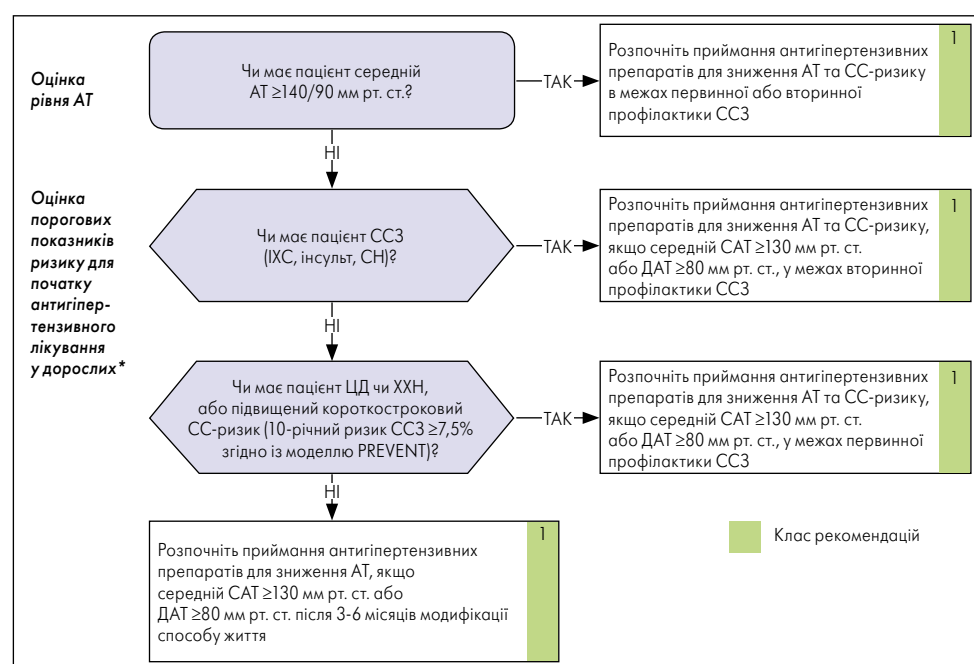 Оцінка
рівня АТ
Чи має пацієнт середній
АТ ≥140/90 мм рт. ст.?
ТАК
Розпочніть приймання антигіпертензивних
препаратів для зниження АТ та СС-ризику
в межах первинної або вторинної
профілактики ССЗ
1
НІ
Оцінка
порогових
показників
ризику для
початку
антигіпер-
тензивного
лікування
у дорослих*
Чи має пацієнт ССЗ
(ІХС, інсульт, СН)?
ТАК
Розпочніть приймання антигіпертензивних
препаратів для зниження АТ та СС-ризику,
якщо середній САТ ≥130 мм рт. ст.
або ДАТ ≥80 мм рт. ст., у межах вторинної
профілактики ССЗ
1
НІ
Чи має пацієнт ЦД чи ХХН,
або підвищений короткостроковий
СС-ризик (10-річний ризик ССЗ ≥7,5%
згідно із моделлю PREVENT)?
ТАК
Розпочніть приймання антигіпертензивних
препаратів для зниження АТ та СС-ризику,
якщо середній САТ ≥130 мм рт. ст.
або ДАТ ≥80 мм рт. ст., у межах первинної
профілактики ССЗ
1
НІ
Розпочніть приймання антигіпертензивних
препаратів для зниження АТ, якщо
середній САТ ≥130 мм рт. ст. або
ДАТ ≥80 мм рт. ст. після 3-6 місяців модифікації
способу життя
1
Клас рекомендацій